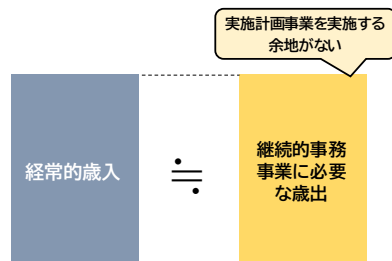 実施計画事業を実施する
余地がない
経常的歳入
≒
継続的事務
事業に必要
な歳出